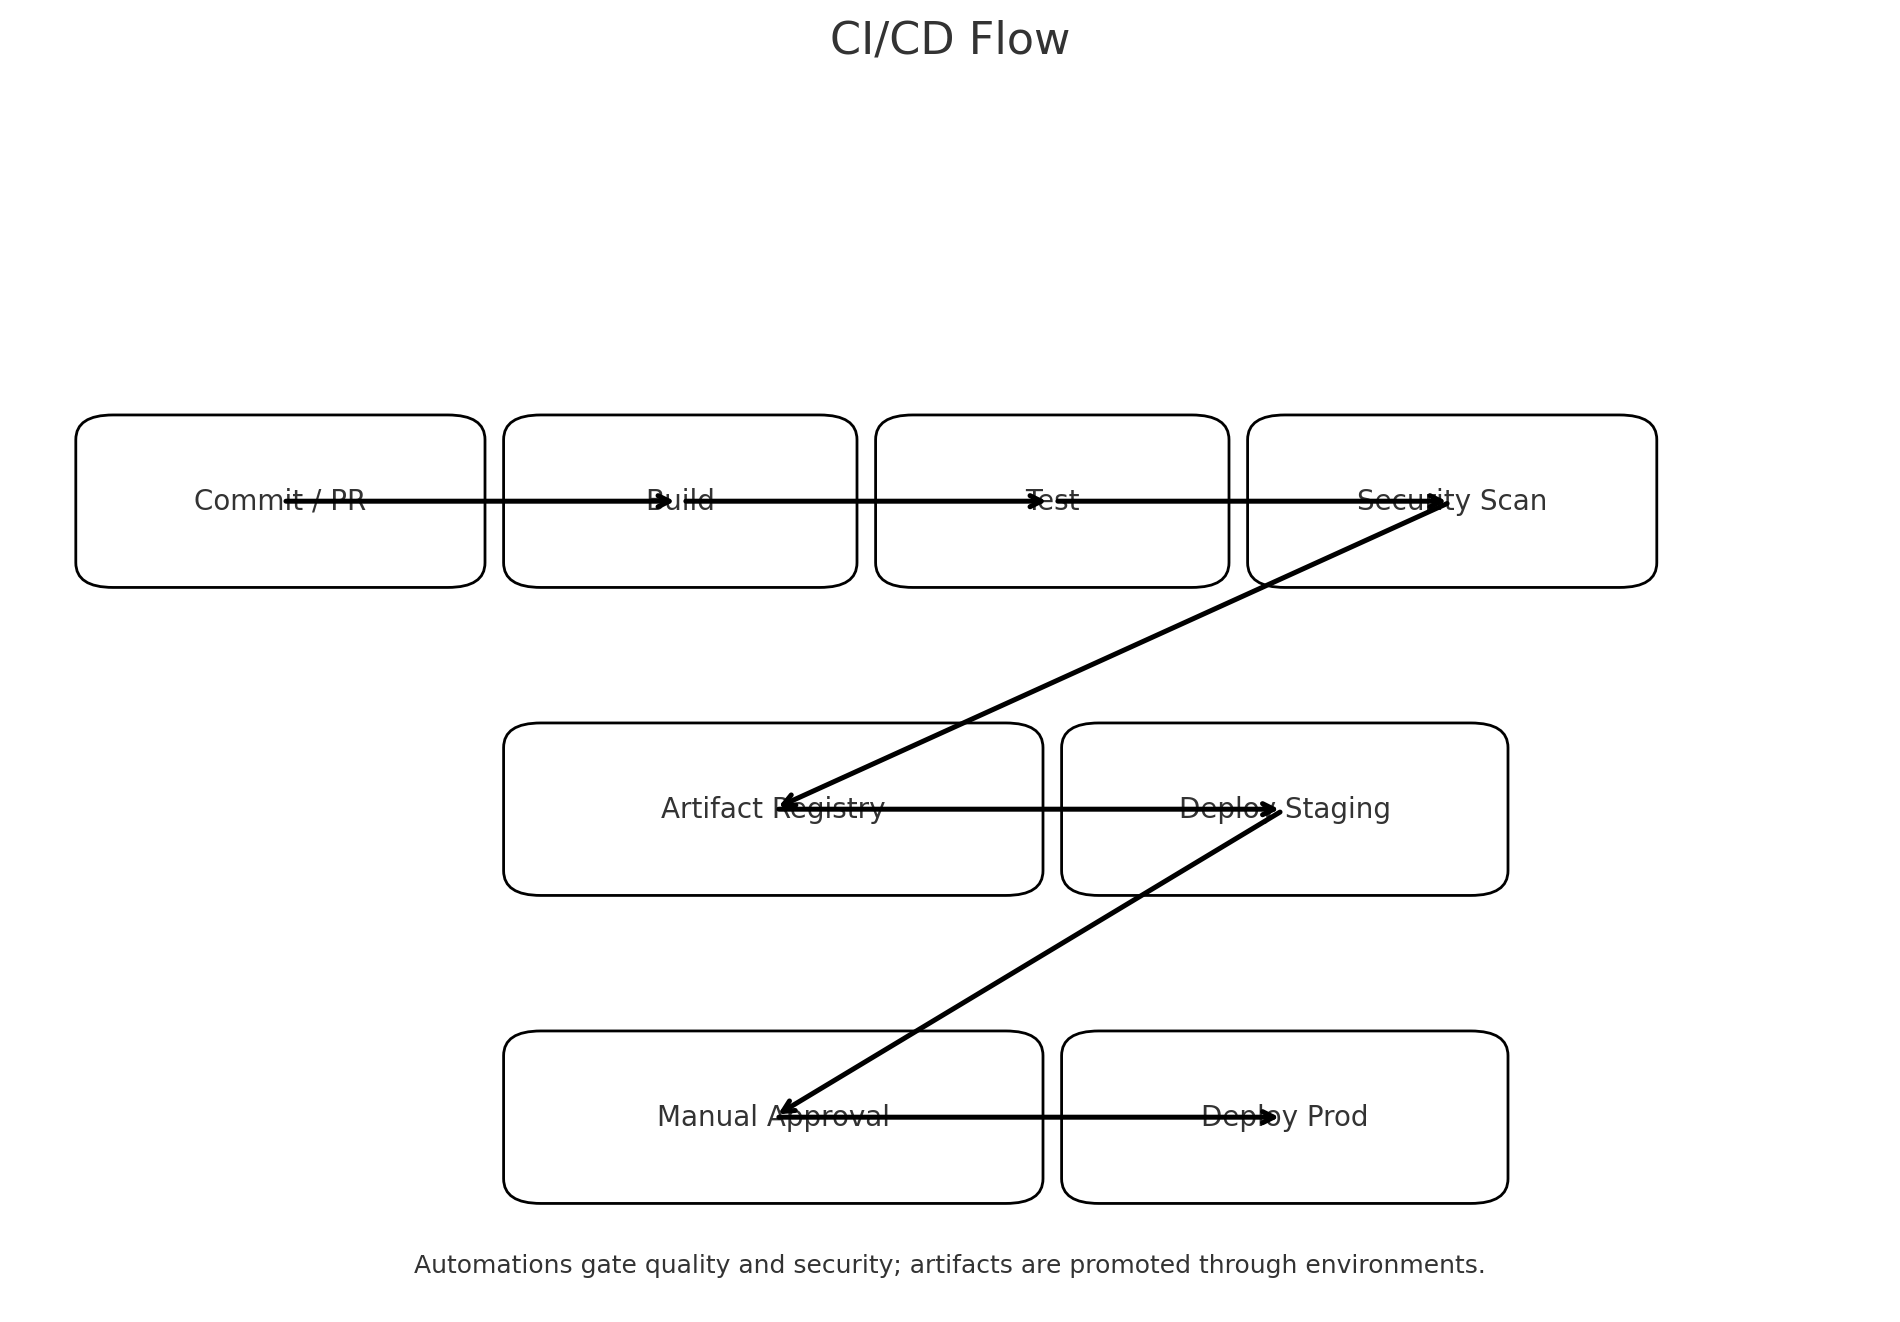 CI/CD Flow
Commit / PR
Build
Test
Security Scan
Artifact Registry
Deploy Staging
Manual Approval
Deploy Prod
Automations gate quality and security; artifacts are promoted through environments.